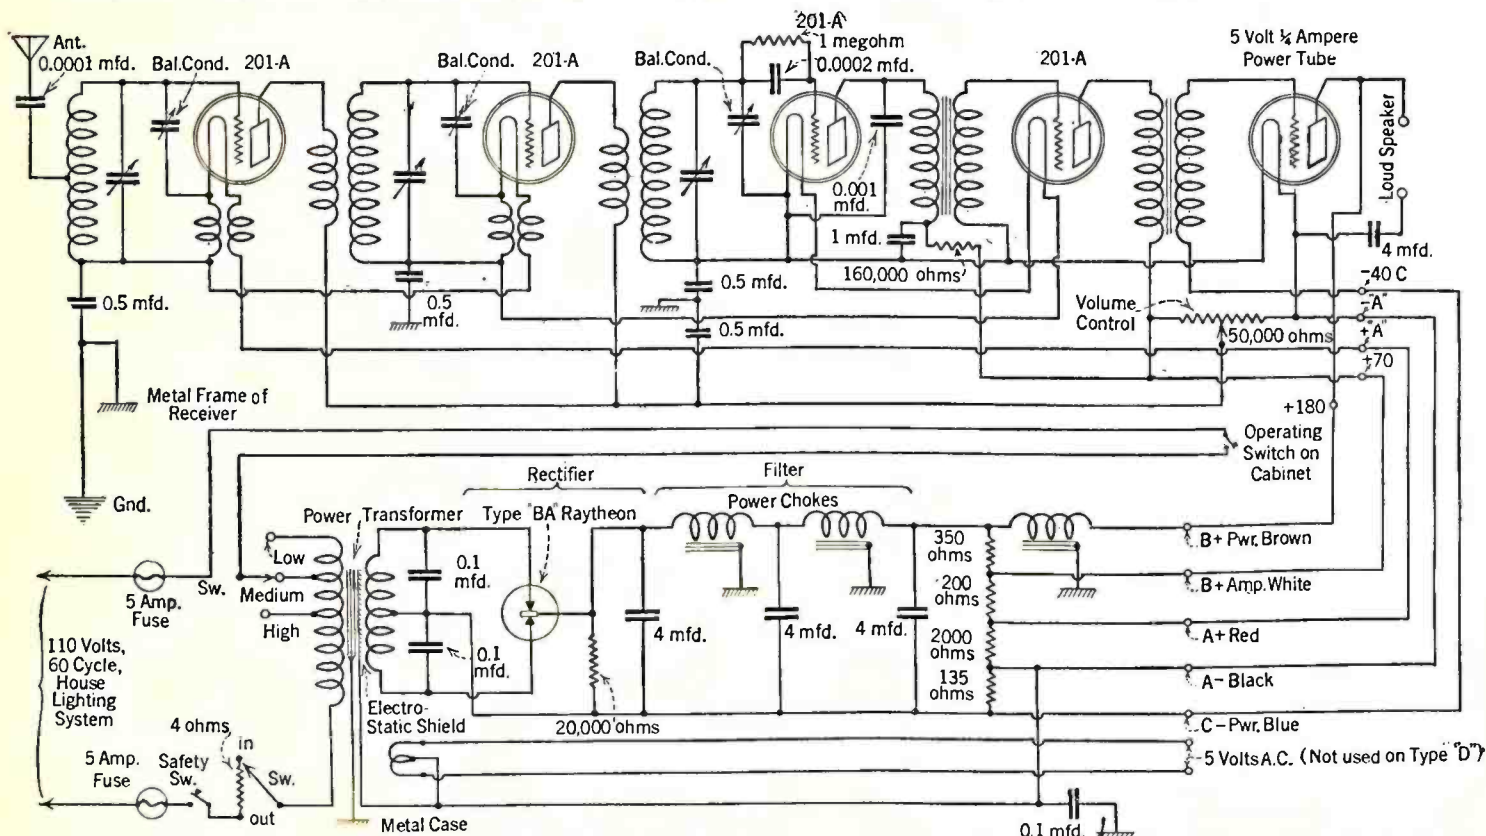 Ant.
0.0001 mfd.
Bal.Cond.
201-A
Bal.Cond.
201-A
Bal.Cond.
201-A
1 megohm
0.0002 mfd.
201-A
5 Volt ¼ Ampere
Power Tube
Loud Speaker
0.001
mfd.
1 mfd.
160,000 ohms
4 mfd.
0.5 mfd.
0.5
mfd.
0.5 mfd.
0.5 mfd.
Volume
Control
50,000 ohms
-40 C
-"A"
+"A"
+70
+180
Metal Frame of
Receiver
Gnd.
Operating
Switch on
Cabinet
Rectifier
Filter
Power Transformer
Type "BA" Raytheon
Power Chokes
Low
Medium
High
Sw.
5 Amp.
Fuse
0.1
mfd.
0.1
mfd.
4 mfd.
4 mfd.
4 mfd.
350
ohms
200
ohms
2000
ohms
135
ohms
B+ Pwr. Brown
B+ Amp. White
A+ Red
A- Black
C- Pwr. Blue
110 Volts,
60 Cycle,
House
Lighting
System
Electro-
Static Shield
20,000 ohms
4 ohms
in
5 Amp.
Fuse
Safety
Sw.
Sw.
out
5 Volts A.C. (Not used on Type "D")
Metal Case
0.1 mfd.